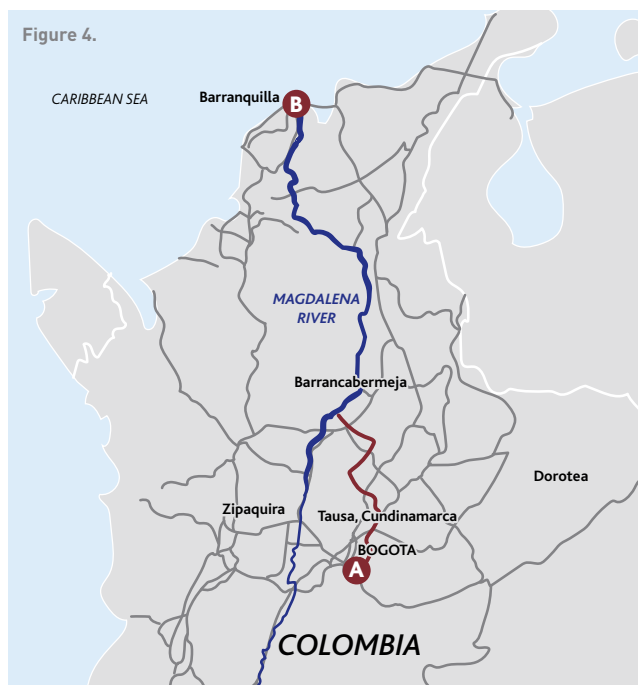 Figure 4.
CARIBBEAN SEA
Barranquilla
B
MAGDALENA
RIVER
Barrancabermeja
Dorotea
Zipaquira
Tausa, Cundinamarca
BOGOTA
A
COLOMBIA